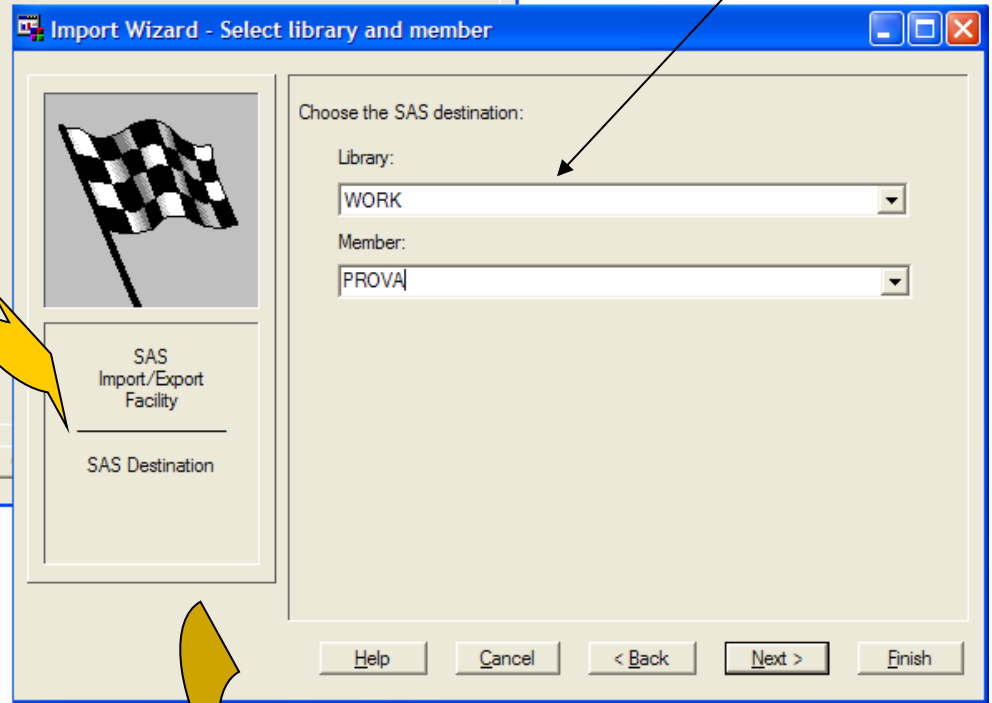 Import Wizard - Select library and member
Choose the SAS destination:
Library:
WORK
Member:
PROVA
SAS
Import/Export
Facility
SAS Destination
Help
Cancel
< Back
Next >
Finish